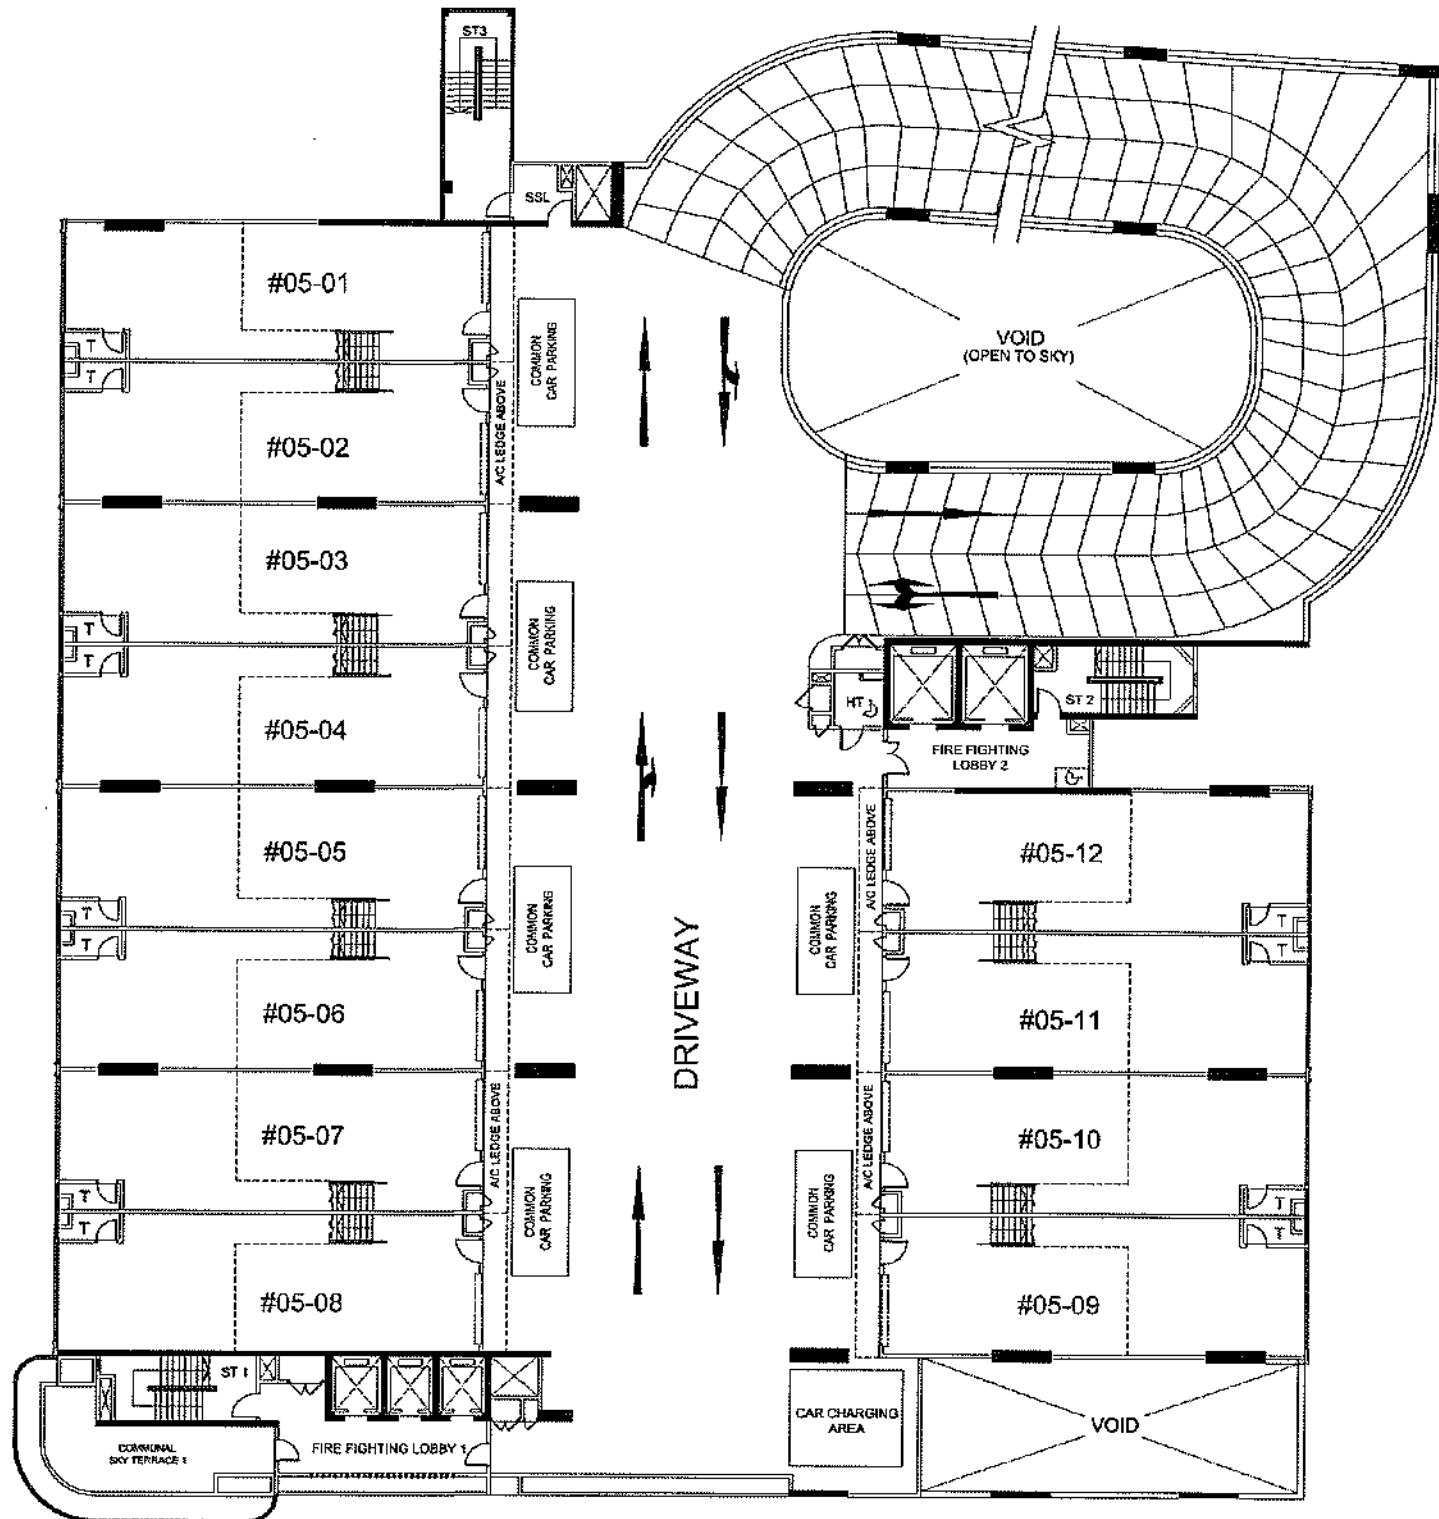 ST3
SSL
#05-01
COMMON
CAR PARKING
VOID
(OPEN TO SKY)
T
T
A/C LEDGE ABOVE
#05-02
#05-03
T
T
COMMON
CAR PARKING
#05-04
HT
ST 2
FIRE FIGHTING
LOBBY 2
#05-05
A/C LEDGE ABOVE
#05-12
T
T
COMMON
CAR PARKING
DRIVEWAY
COMMON
CAR PARKING
T
T
#05-06
#05-11
#05-07
A/C LEDGE ABOVE
A/C LEDGE ABOVE
#05-10
T
T
COMMON
CAR PARKING
COMMON
CAR PARKING
T
T
#05-08
#05-09
ST 1
CAR CHARGING
AREA
VOID
COMMUNAL
SKY TERRACE 1
FIRE FIGHTING LOBBY 1